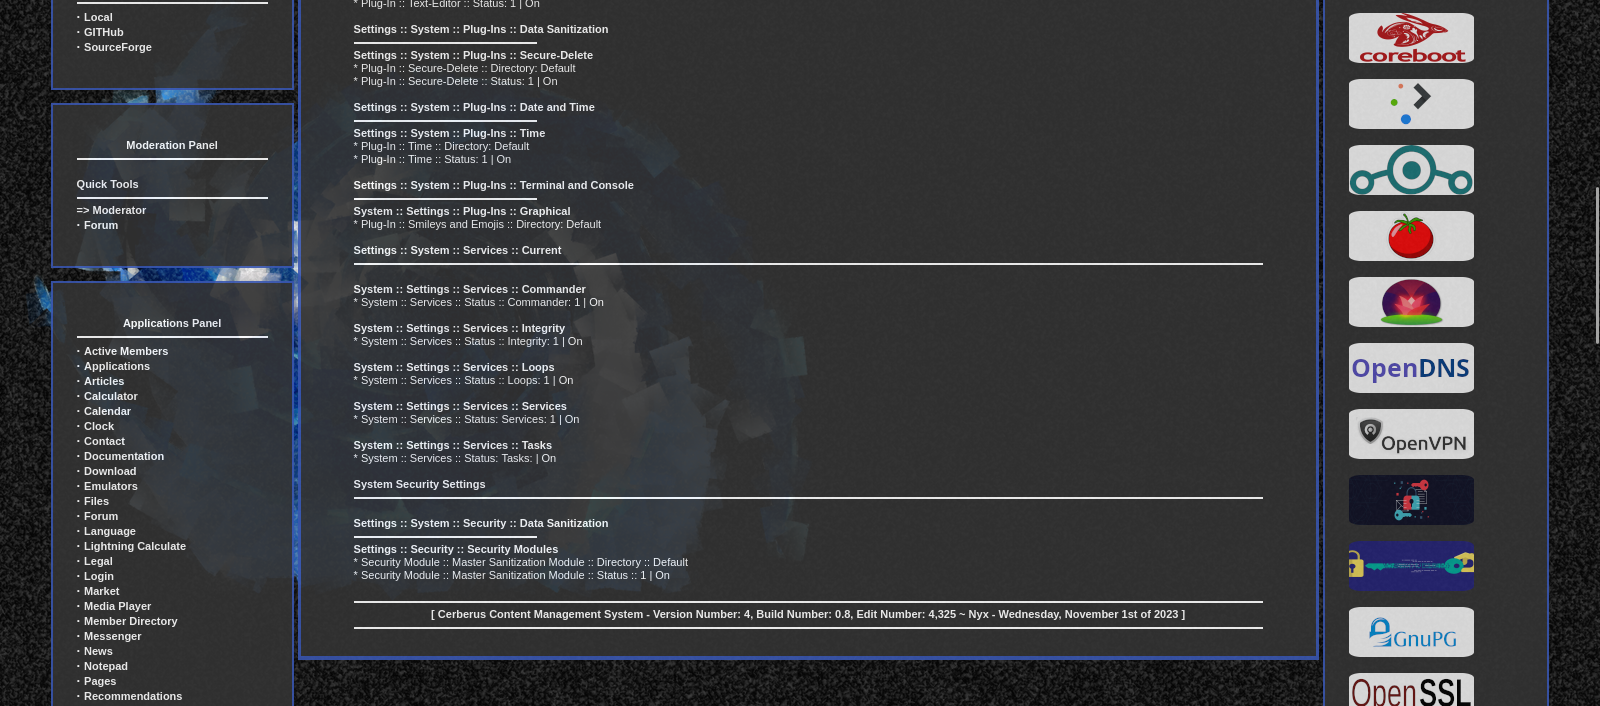 · Local
· GITHub
· SourceForge
Moderation Panel
Quick Tools
=> Moderator
· Forum
Applications Panel
· Active Members
· Applications
· Articles
· Calculator
· Calendar
· Clock
· Contact
· Documentation
· Download
· Emulators
· Files
· Forum
· Language
· Lightning Calculate
· Legal
· Login
· Market
· Media Player
· Member Directory
· Messenger
· News
· Notepad
· Pages
· Recommendations
* Plug-In :: Text-Editor :: Status: 1 | On
Settings :: System :: Plug-Ins :: Data Sanitization
Settings :: System :: Plug-Ins :: Secure-Delete
* Plug-In :: Secure-Delete :: Directory: Default
* Plug-In :: Secure-Delete :: Status: 1 | On
Settings :: System :: Plug-Ins :: Date and Time
Settings :: System :: Plug-Ins :: Time
* Plug-In :: Time :: Directory: Default
* Plug-In :: Time :: Status: 1 | On
Settings :: System :: Plug-Ins :: Terminal and Console
System :: Settings :: Plug-Ins :: Graphical
* Plug-In :: Smileys and Emojis :: Directory: Default
Settings :: System :: Services :: Current
System :: Settings :: Services :: Commander
* System :: Services :: Status :: Commander: 1 | On
System :: Settings :: Services :: Integrity
* System :: Services :: Status :: Integrity: 1 | On
System :: Settings :: Services :: Loops
* System :: Services :: Status :: Loops: 1 | On
System :: Settings :: Services :: Services
* System :: Services :: Status: Services: 1 | On
System :: Settings :: Services :: Tasks
* System :: Services :: Status: Tasks: | On
System Security Settings
Settings :: System :: Security :: Data Sanitization
Settings :: Security :: Security Modules
* Security Module :: Master Sanitization Module :: Directory :: Default
* Security Module :: Master Sanitization Module :: Status :: 1 | On
[ Cerberus Content Management System - Version Number: 4, Build Number: 0.8, Edit Number: 4,325 ~ Nyx - Wednesday, November 1st of 2023 ]
coreboot
OpenDNS
OpenVPN
GnuPG
OpenSSL